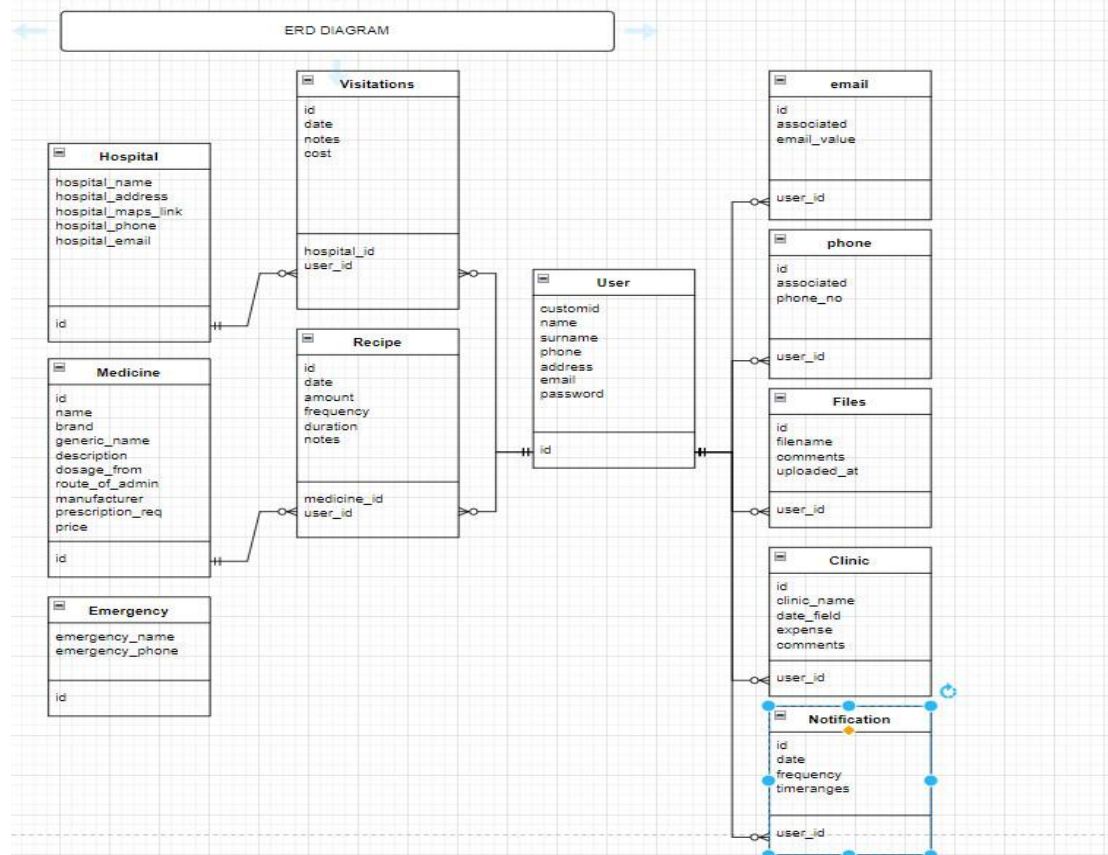 ERD DIAGRAM
Visitations
id
date
notes
cost
hospital_id
user_id
Hospital
hospital_name
hospital_address
hospital_maps_link
hospital_phone
hospital_email
id
Recipe
id
date
amount
frequency
duration
notes
medicine_id
user_id
Medicine
id
name
brand
generic_name
description
dosage_from
route_of_admin
manufacturer
prescription_req
price
id
Emergency
emergency_name
emergency_phone
id
User
customid
name
surname
phone
address
email
password
id
email
id
associated
email_value
user_id
phone
id
associated
phone_no
user_id
Files
id
filename
comments
uploaded_at
user_id
Clinic
id
clinic_name
date_field
expense
comments
user_id
Notification
id
date
frequency
timeranges
user_id